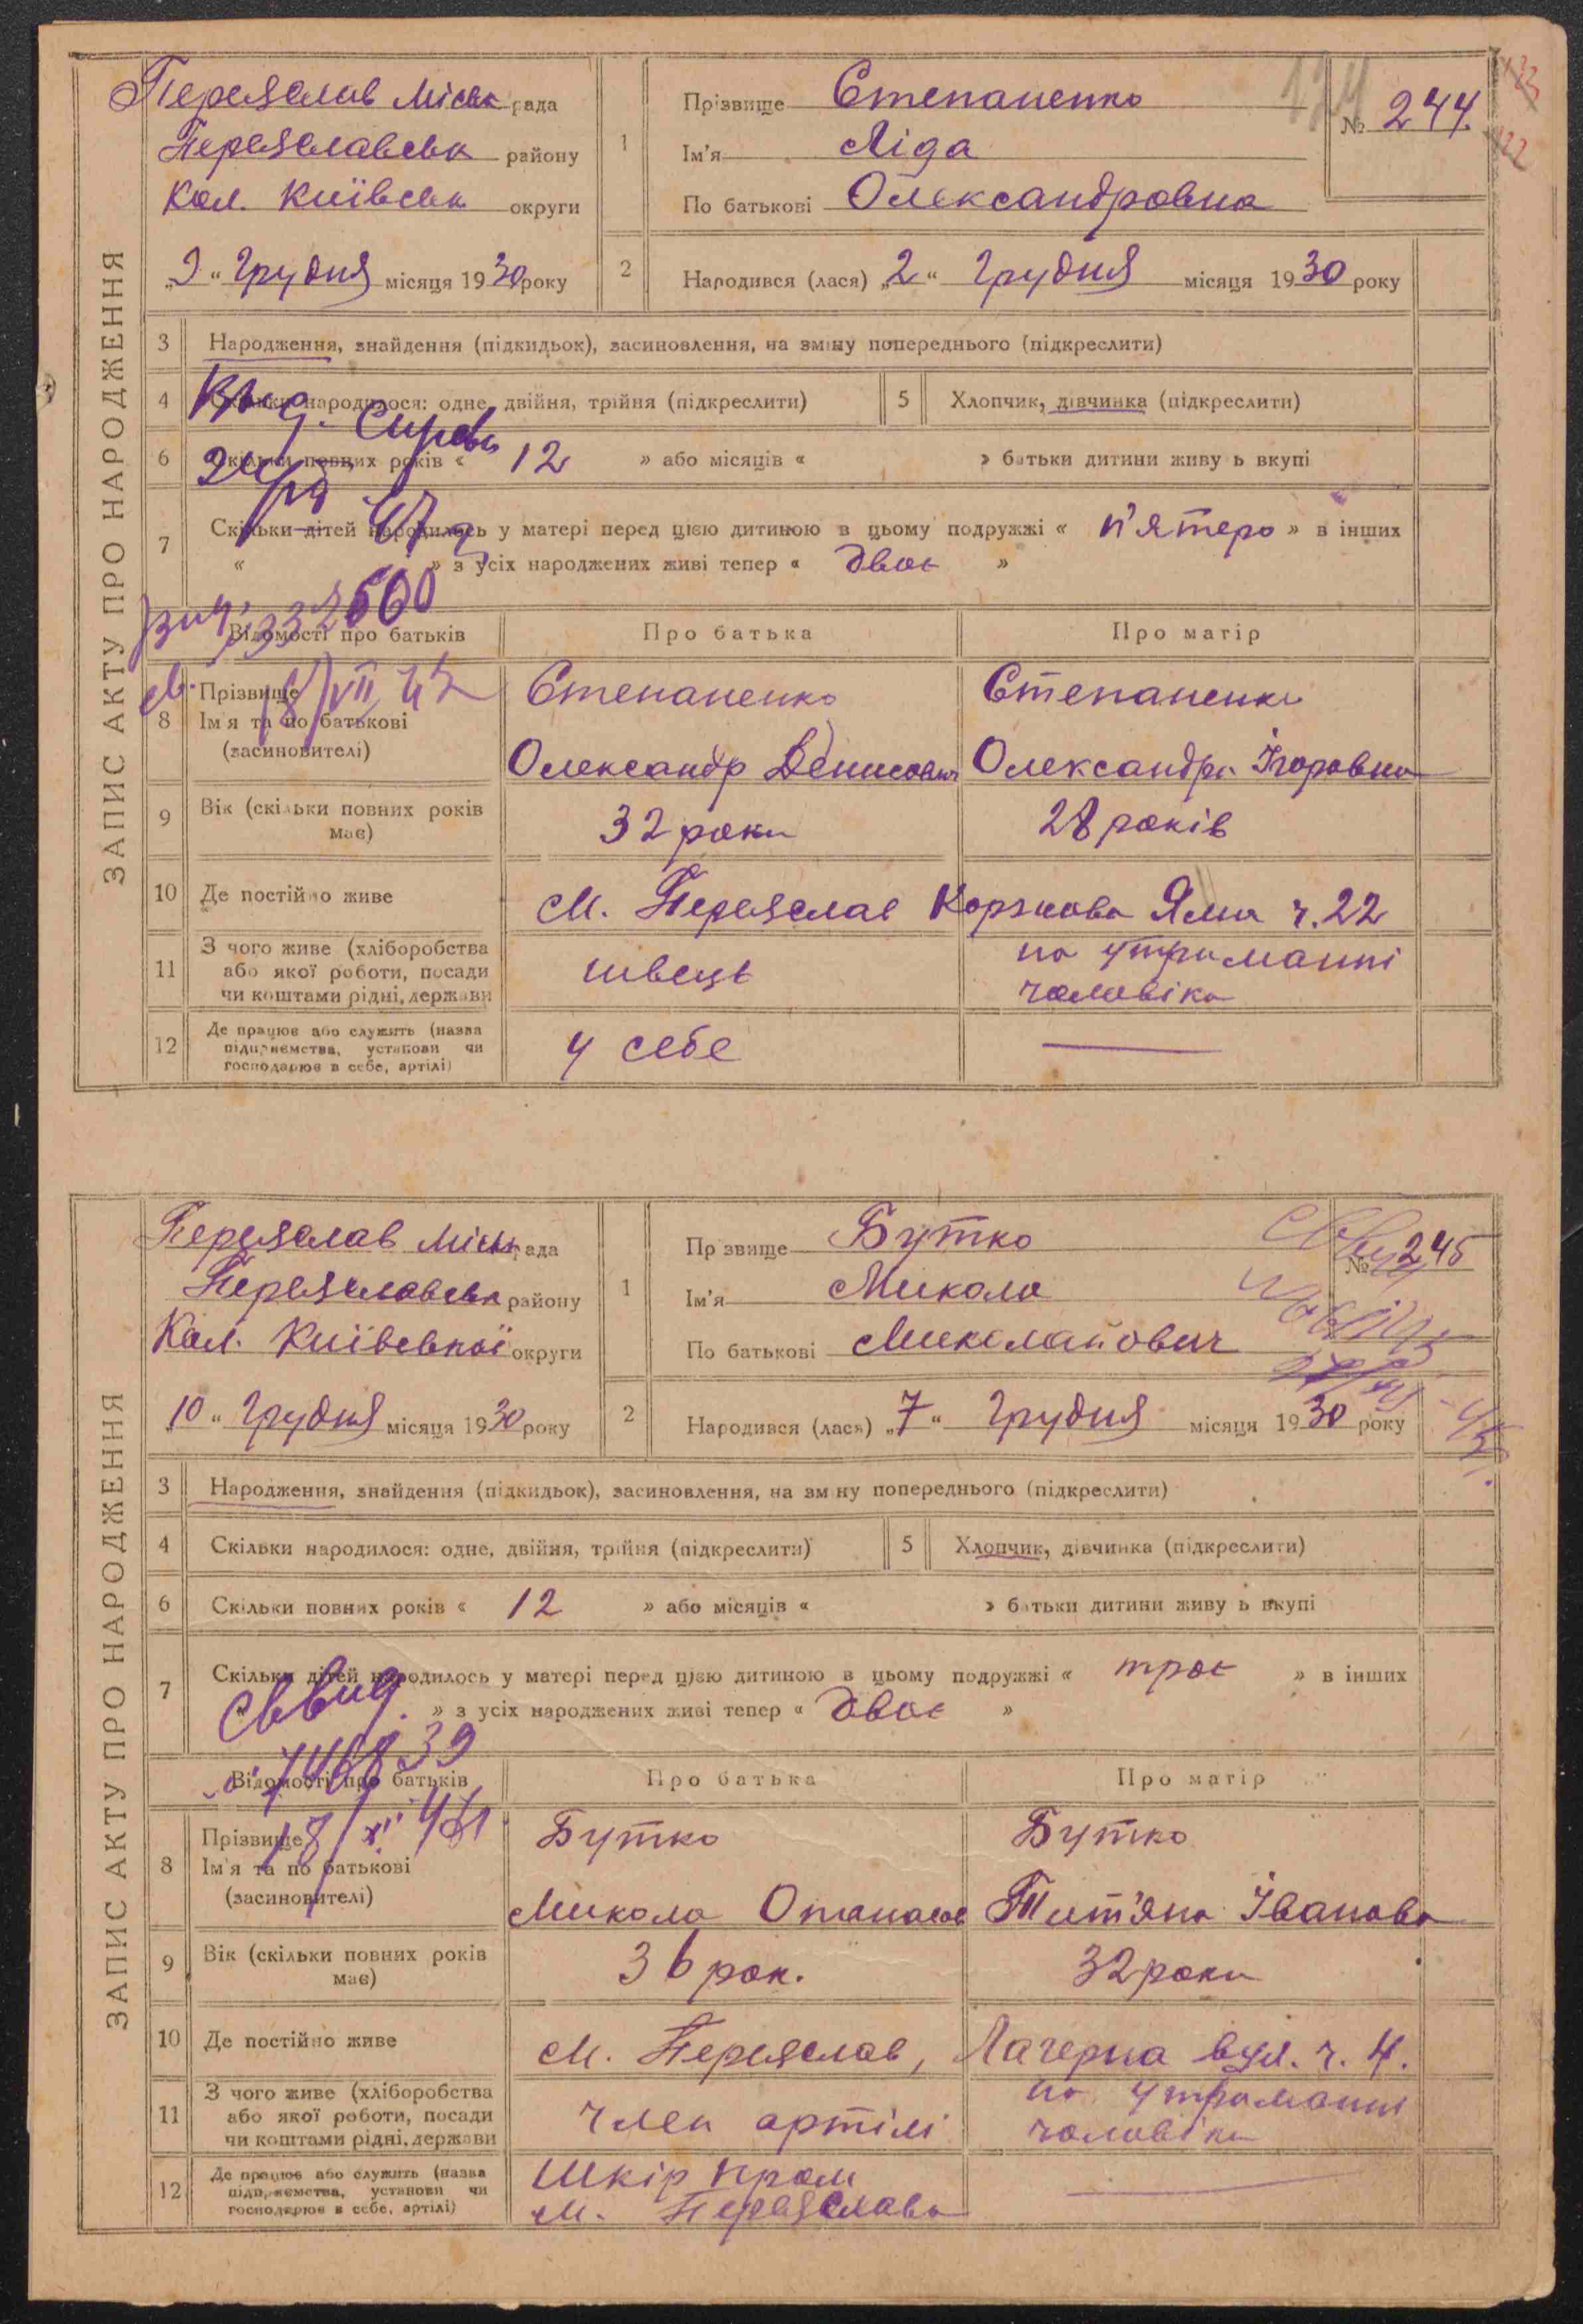 ЗАПИС АКТУ ПРО НАРОДЖЕННЯ
Переяслав Міськ рада
Переяславськ району
Кол. Київськ округи
„9“ Грудня місяця 1930 року
1
Прізвище Степаненко
Ім'я Ліда
По батькові Олександровна
№ 244
2
Народився (лася) „2“ Грудня місяця 1930 року
3 Народження, знайдення (підкидьок), засиновлення, на зміну попереднього (підкреслити)
4 Скільки народилося: одне, двійня, трійня (підкреслити)
5 Хлопчик, дівчинка (підкреслити)
6 Скільки повних років « 12 » або місяців « » батьки дитини живуть вкупі
7 Скільки дітей народилось у матері перед цією дитиною в цьому подружжі « п'ятеро » в інших
« » з усіх народжених живі тепер « двоє »
Відомості про батьків Про батька Про матір
8 Прізвище Степаненко Степаненко
Ім'я та по батькові
(засиновителі) Олександр Денисович Олександра Ігоровна
9 Вік (скільки повних років має) 32 роки 28 років
10 Де постійно живе м. Переяслав Корзнова Яма ч. 22
11 З чого живе (хліборобства
або якої роботи, посади
чи коштами рідні, держави швець на утриманні
чоловіка
12 Де працює або служить (назва
підприємства, установи чи
господарює в себе, артілі) у себе
ЗАПИС АКТУ ПРО НАРОДЖЕННЯ
Переяслав Міськ рада
Переяславськ району
Кол. Київської округи
„10“ Грудня місяця 1930 року
1
Прізвище Бутко
Ім'я Микола
По батькові Миколайович
№ 245
2
Народився (лася) „7“ Грудня місяця 1930 року
3 Народження, знайдення (підкидьок), засиновлення, на зміну попереднього (підкреслити)
4 Скільки народилося: одне, двійня, трійня (підкреслити)
5 Хлопчик, дівчинка (підкреслити)
6 Скільки повних років « 12 » або місяців « » батьки дитини живуть вкупі
7 Скільки дітей народилось у матері перед цією дитиною в цьому подружжі « троє » в інших
« » з усіх народжених живі тепер « двоє »
Відомості про батьків Про батька Про матір
8 Прізвище Бутко Бутко
Ім'я та по батькові
(засиновителі) Микола Опанасов Тит'яна Іванова
9 Вік (скільки повних років має) 36 рок. 32 роки
10 Де постійно живе м. Переяслав, Лагерна вул. ч. 4.
11 З чого живе (хліборобства
або якої роботи, посади
чи коштами рідні, держави член артілі на утриманні
чоловіка
12 Де працює або служить (назва
підприємства, установи чи
господарює в себе, артілі) Шкір пром
м. Переяслава